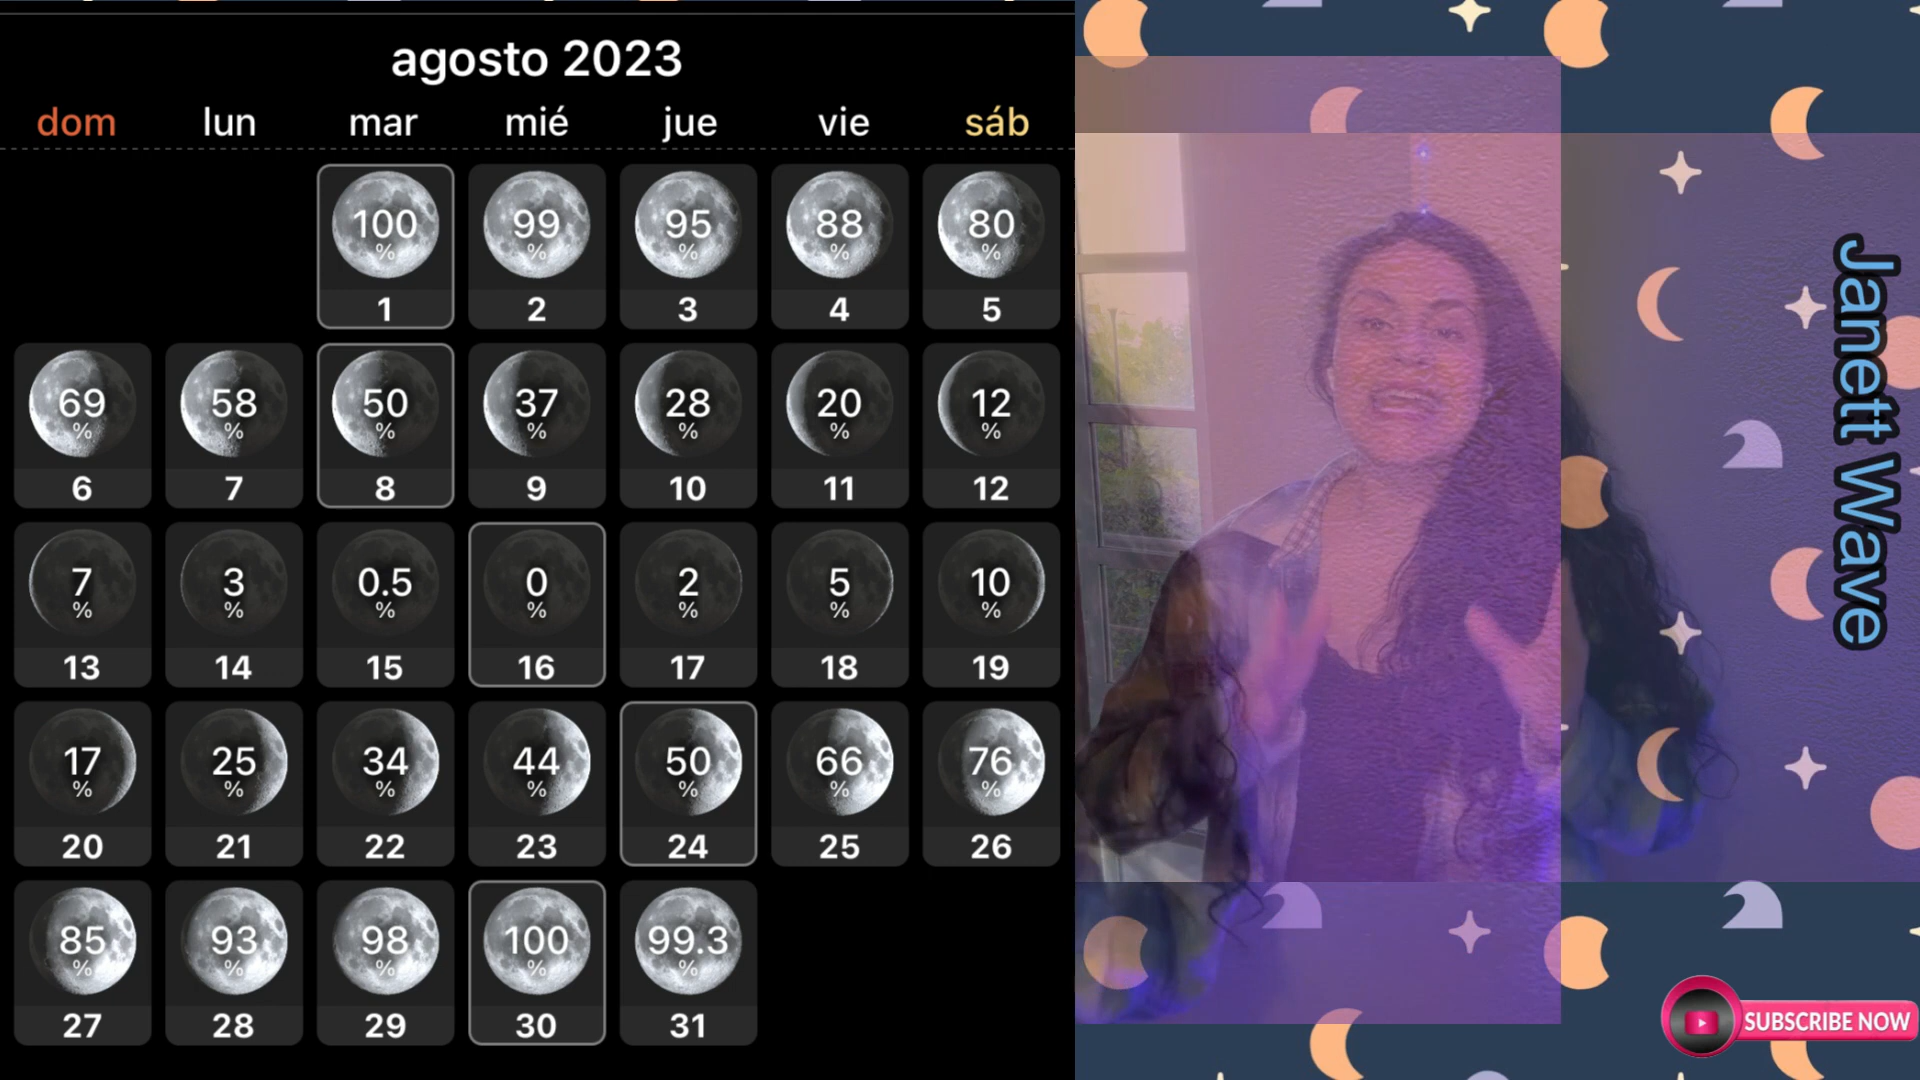 agosto 2023
dom lun mar mié jue vie sáb
100 % 99 % 95 % 88 % 80 %
1 2 3 4 5
69 % 58 % 50 % 37 % 28 % 20 % 12 %
6 7 8 9 10 11 12
7 % 3 % 0.5 % 0 % 2 % 5 % 10 %
13 14 15 16 17 18 19
17 % 25 % 34 % 44 % 50 % 66 % 76 %
20 21 22 23 24 25 26
85 % 93 % 98 % 100 % 99.3 %
27 28 29 30 31
Janett Wave
SUBSCRIBE NOW